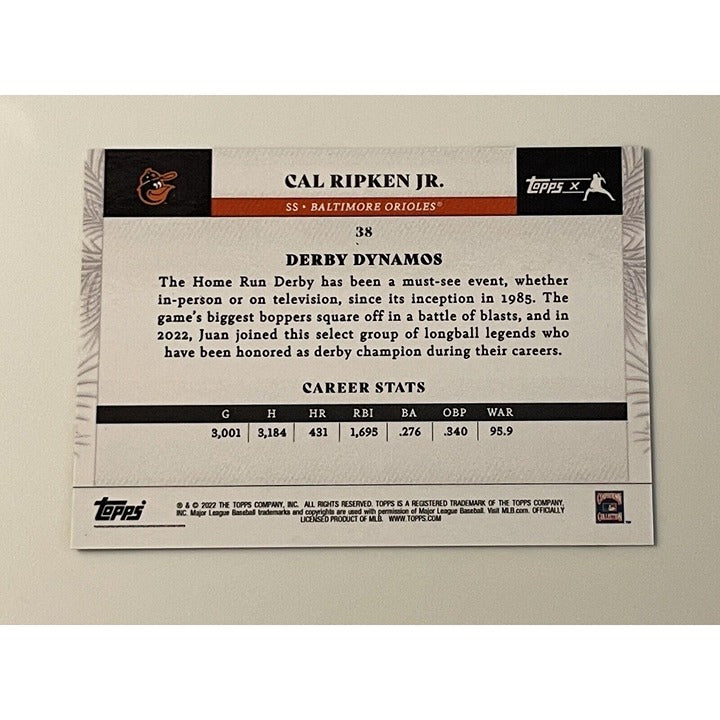 CAL RIPKEN JR.
Topps X
SS • BALTIMORE ORIOLES®
38
DERBY DYNAMOS
The Home Run Derby has been a must-see event, whether
in-person or on television, since its inception in 1985. The
game's biggest boppers square off in a battle of blasts, and in
2022, Juan joined this select group of longball legends who
have been honored as derby champion during their careers.
CAREER STATS
G H HR RBI BA OBP WAR
3,001 3,184 431 1,695 .276 .340 95.9
Topps
® & © 2022 THE TOPPS COMPANY, INC. ALL RIGHTS RESERVED. TOPPS IS A REGISTERED TRADEMARK OF THE TOPPS COMPANY,
INC. Major League Baseball trademarks and copyrights are used with permission of Major League Baseball. Visit MLB.com. OFFICIALLY
LICENSED PRODUCT OF MLB. WWW.TOPPS.COM
COOPERSTOWN
COLLECTION